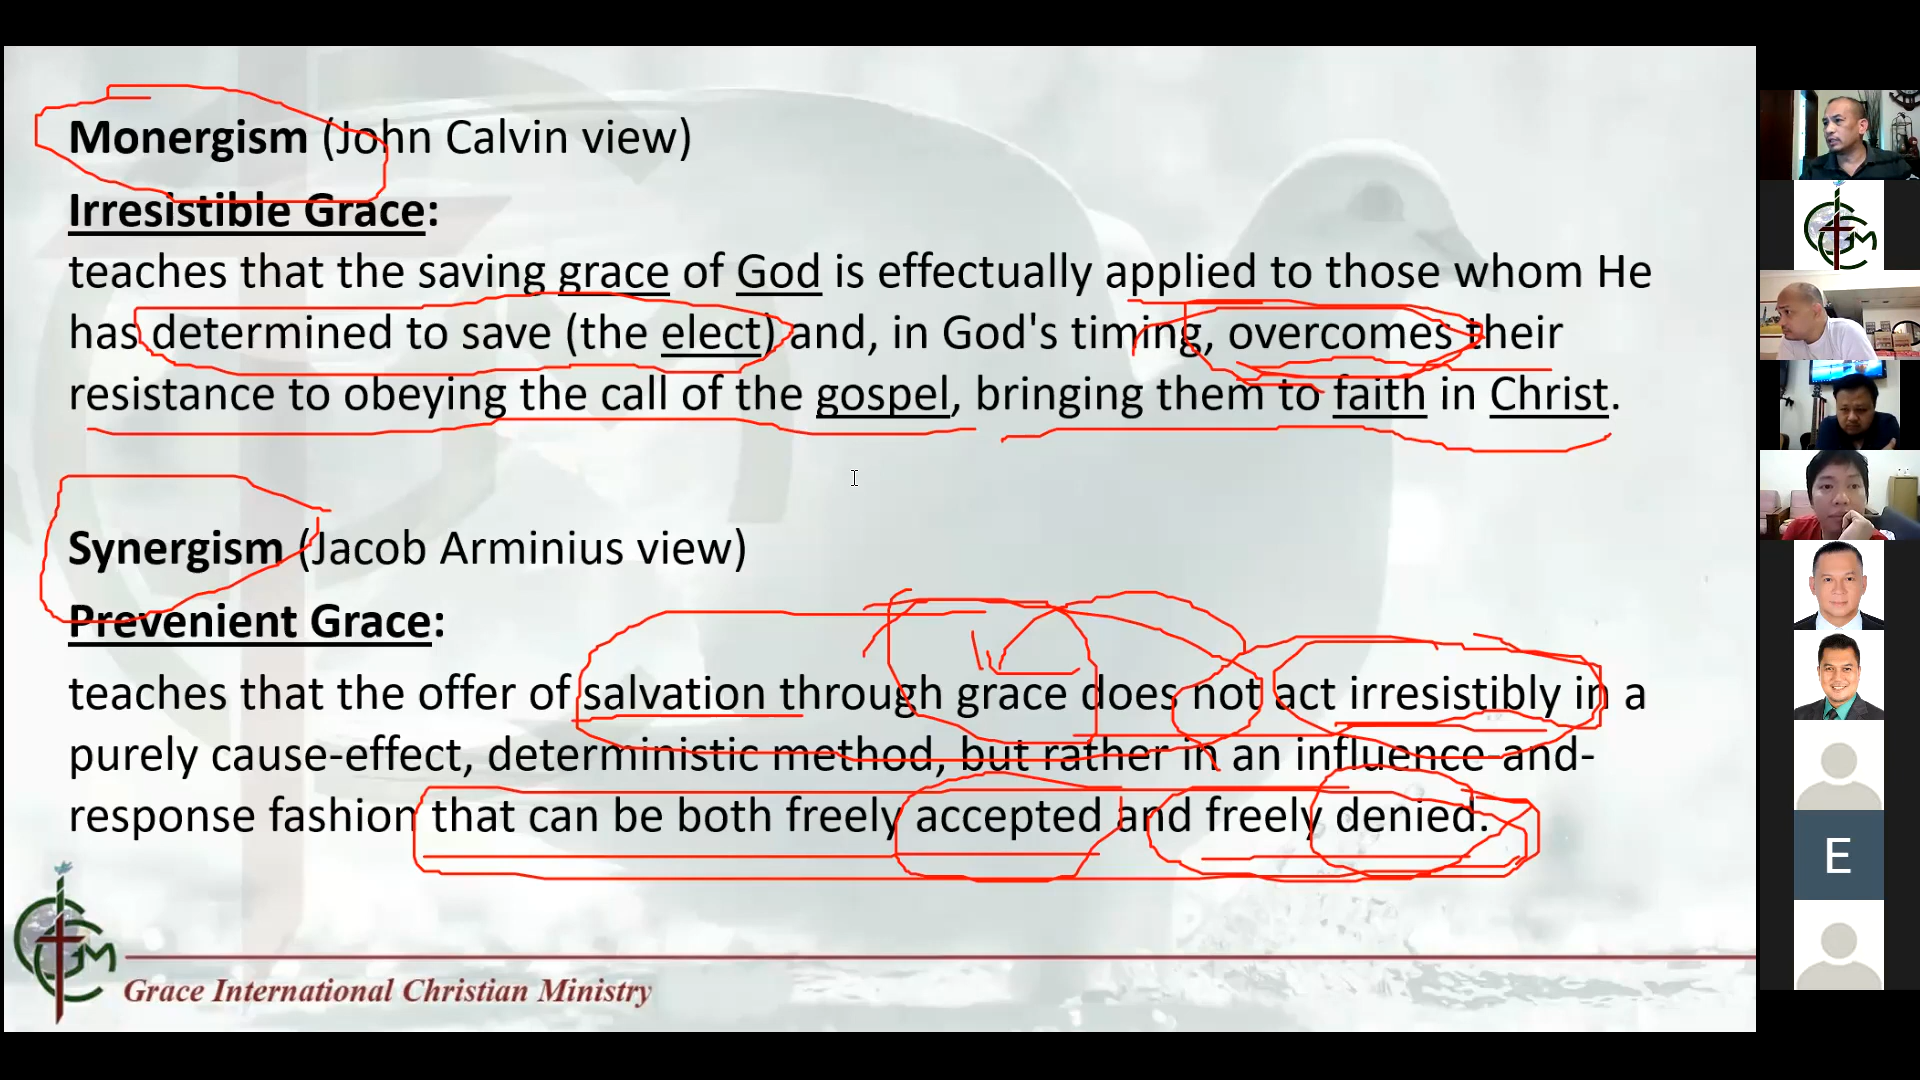 Monergism (John Calvin view)
Irresistible Grace:
teaches that the saving grace of God is effectually applied to those whom He
has determined to save (the elect) and, in God's timing, overcomes their
resistance to obeying the call of the gospel, bringing them to faith in Christ.
Synergism (Jacob Arminius view)
Prevenient Grace:
teaches that the offer of salvation through grace does not act irresistibly in a
purely cause-effect, deterministic method, but rather in an influence-and-
response fashion that can be both freely accepted and freely denied.
GICM
Grace International Christian Ministry
GICM
E